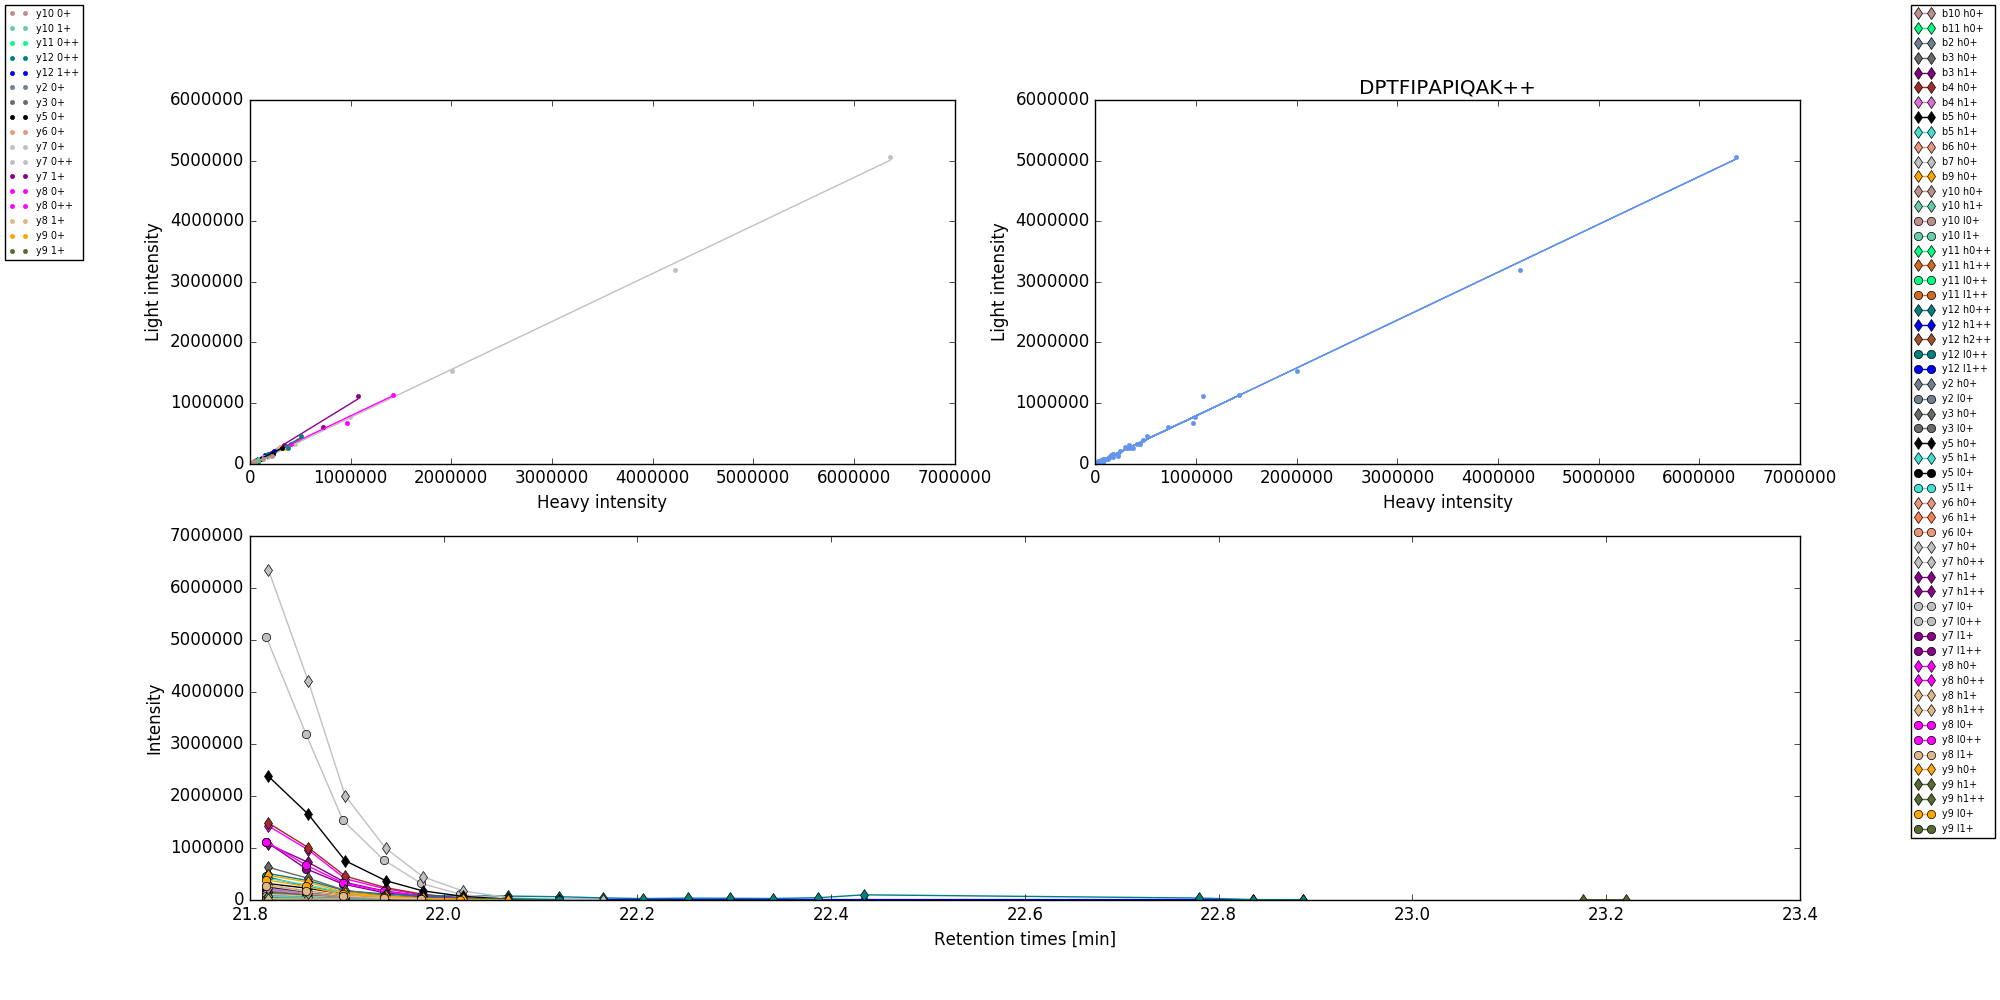 y10 0+
y10 1+
y11 0++
y12 0++
y12 1++
y2 0+
y3 0+
y5 0+
y6 0+
y7 0+
y7 0++
y7 1+
y8 0+
y8 0++
y8 1+
y9 0+
y9 1+
6000000
5000000
4000000
3000000
2000000
1000000
0
Light intensity
0 1000000 2000000 3000000 4000000 5000000 6000000 7000000
Heavy intensity
DPTFIPAPIQAK++
6000000
5000000
4000000
3000000
2000000
1000000
0
Light intensity
0 1000000 2000000 3000000 4000000 5000000 6000000 7000000
Heavy intensity
7000000
6000000
5000000
4000000
3000000
2000000
1000000
0
Intensity
21.8 22.0 22.2 22.4 22.6 22.8 23.0 23.2 23.4
Retention times [min]
b10 h0+
b11 h0+
b2 h0+
b3 h0+
b3 h1+
b4 h0+
b4 h1+
b5 h0+
b5 h1+
b6 h0+
b7 h0+
b9 h0+
y10 h0+
y10 h1+
y10 l0+
y10 l1+
y11 h0++
y11 h1++
y11 l0++
y11 l1++
y12 h0++
y12 h1++
y12 h2++
y12 l0++
y12 l1++
y2 h0+
y2 l0+
y3 h0+
y3 l0+
y5 h0+
y5 h1+
y5 l0+
y5 l1+
y6 h0+
y6 h1+
y6 l0+
y7 h0+
y7 h0++
y7 h1+
y7 h1++
y7 l0+
y7 l0++
y7 l1+
y7 l1++
y8 h0+
y8 h0++
y8 h1+
y8 h1++
y8 l0+
y8 l0++
y8 l1+
y9 h0+
y9 h1+
y9 h1++
y9 l0+
y9 l1+